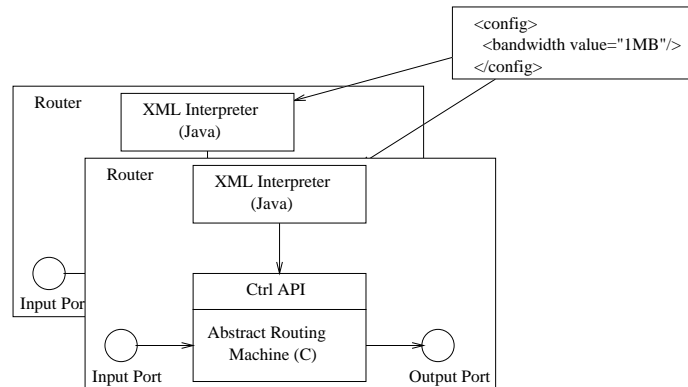 <config>
<bandwidth value="1MB"/>
</config>
Router
XML Interpreter
(Java)
Router
XML Interpreter
(Java)
Ctrl API
Input Por
Abstract Routing
Machine (C)
Input Port
Output Port